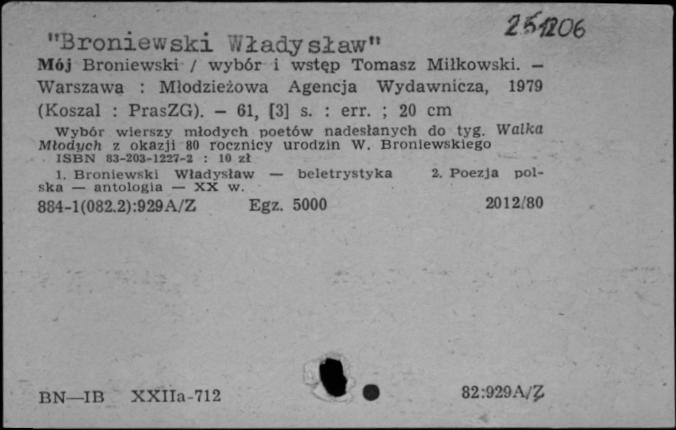 251206
"Broniewski Władysław"
Mój Broniewski / wybór i wstęp Tomasz Miłkowski. —
Warszawa : Młodzieżowa Agencja Wydawnicza, 1979
(Koszal : PrasZG). — 61, [3] s. : err. ; 20 cm
Wybór wierszy młodych poetów nadesłanych do tyg. Walka
Młodych z okazji 80 rocznicy urodzin W. Broniewskiego
ISBN 83-203-1227-2 : 10 zł
1. Broniewski Władysław — beletrystyka 2. Poezja pol-
ska — antologia — XX w.
884-1(082.2):929A/Z Egz. 5000 2012/80
BN—IB XXIIa-712 82:929A/Z